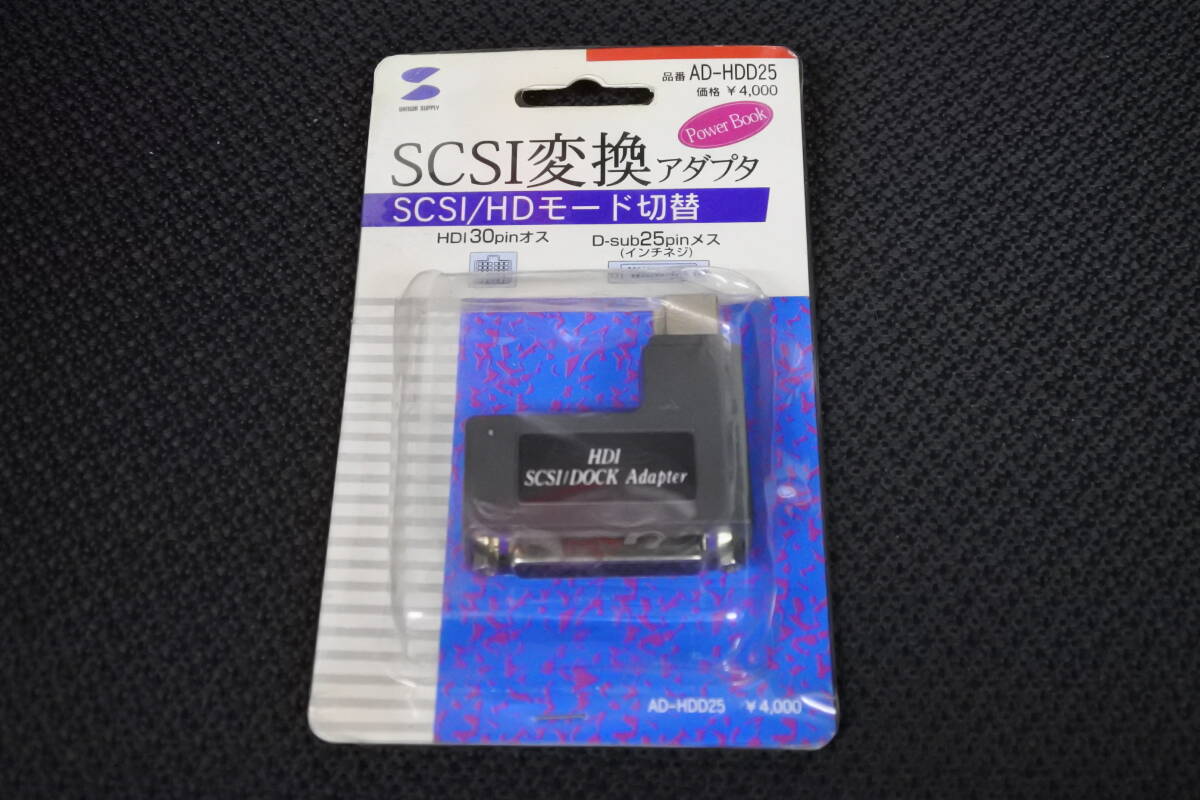 SANWA SUPPLY
品番 AD-HDD25
価格 ¥4,000
Power Book
SCSI変換アダプタ
SCSI/HDモード切替
HDI30pinオス
D-sub25pinメス
(インチネジ)
HDI
SCSI/DOCK Adapter
AD-HDD25 ¥4,000